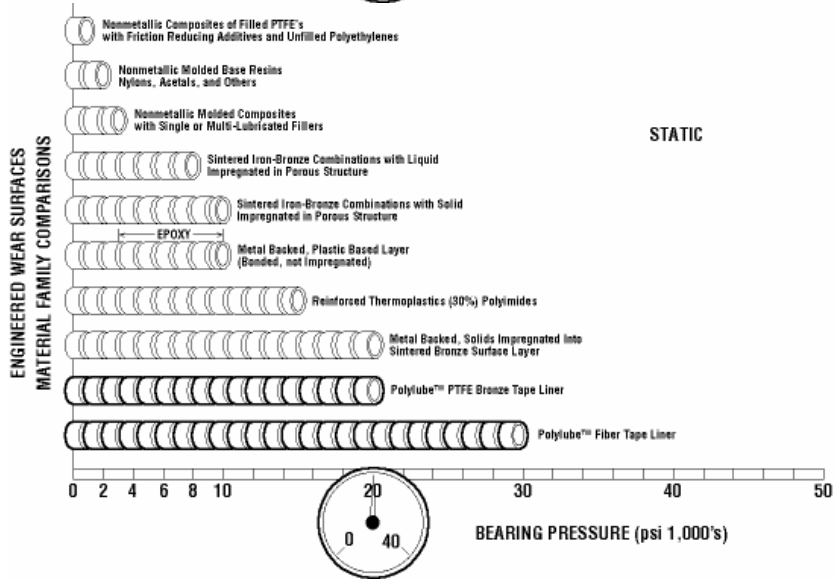 Nonmetallic Composites of Filled PTFE's
with Friction Reducing Additives and Unfilled Polyethylenes
Nonmetallic Molded Base Resins
Nylons, Acetals, and Others
Nonmetallic Molded Composites
with Single or Multi-Lubricated Fillers
STATIC
Sintered Iron-Bronze Combinations with Liquid
Impregnated in Porous Structure
Sintered Iron-Bronze Combinations with Solid
Impregnated in Porous Structure
EPOXY
Metal Backed, Plastic Based Layer
(Bonded, not Impregnated)
Reinforced Thermoplastics (30%) Polyimides
Metal Backed, Solids Impregnated Into
Sintered Bronze Surface Layer
Polylube™ PTFE Bronze Tape Liner
Polylube™ Fiber Tape Liner
ENGINEERED WEAR SURFACES
MATERIAL FAMILY COMPARISONS
0 2 4 6 8 10 20 30 40 50
0 40
BEARING PRESSURE (psi 1,000's)